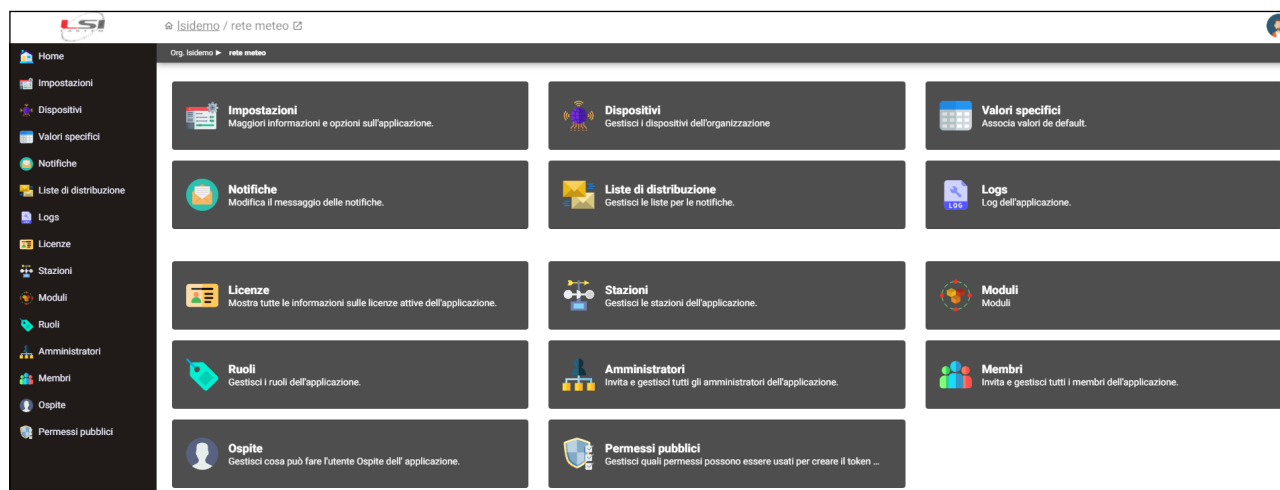 LSI
lsidemo / rete meteo
Org. lsidemo ▶ rete meteo
Home
Impostazioni
Dispositivi
Valori specifici
Notifiche
Liste di distribuzione
Logs
Licenze
Stazioni
Moduli
Ruoli
Amministratori
Membri
Ospite
Permessi pubblici
Impostazioni
Maggiori informazioni e opzioni sull'applicazione.
Dispositivi
Gestisci i dispositivi dell'organizzazione
Valori specifici
Associa valori de default.
Notifiche
Modifica il messaggio delle notifiche.
Liste di distribuzione
Gestisci le liste per le notifiche.
LOG
Logs
Log dell'applicazione.
Licenze
Mostra tutte le informazioni sulle licenze attive dell'applicazione.
Stazioni
Gestisci le stazioni dell'applicazione.
Moduli
Moduli
Ruoli
Gestisci i ruoli dell'applicazione.
Amministratori
Invita e gestisci tutti gli amministratori dell'applicazione.
Membri
Invita e gestisci tutti i membri dell'applicazione.
Ospite
Gestisci cosa può fare l'utente Ospite dell' applicazione.
Permessi pubblici
Gestisci quali permessi possono essere usati per creare il token ...